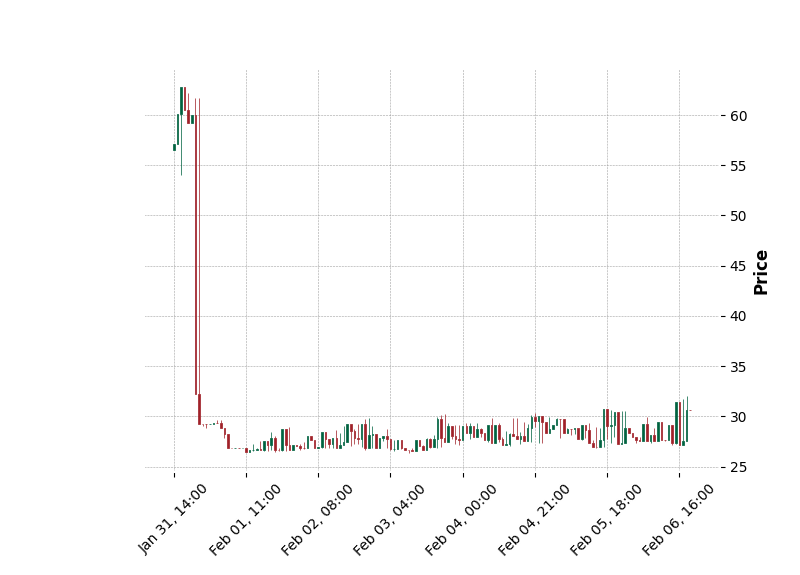 60
55
50
45
40
35
30
25
Price
Jan 31, 14:00
Feb 01, 11:00
Feb 02, 08:00
Feb 03, 04:00
Feb 04, 00:00
Feb 04, 21:00
Feb 05, 18:00
Feb 06, 16:00